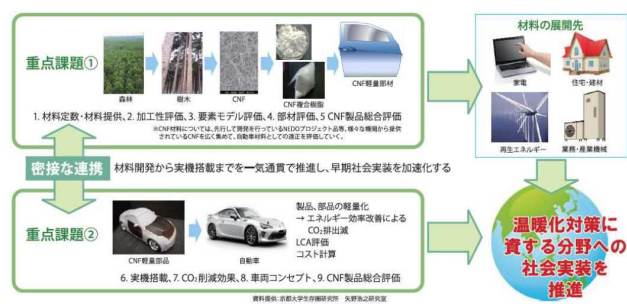 重点課題①
森林
樹木
CNF
CNF複合樹脂
CNF軽量部材
1. 材料定数・材料提供、2. 加工性評価、3. 要素モデル評価、4. 部材評価、5 CNF製品総合評価
※CNF材料については、先行して開発を行っているNEDOプロジェクト品等、様々な機関から提供
されているCNFを広く集めて、自動車材料としての適正を評価していく。
材料の展開先
家電
住宅・建材
再生エネルギー
業務・産業機械
密接な連携
材料開発から実機搭載までを一気通貫で推進し、早期社会実装を加速化する
重点課題②
CNF軽量部品
自動車
製品、部品の軽量化
→ エネルギー効率改善による
CO₂排出減
LCA評価
コスト計算
6. 実機搭載、7. CO₂削減効果、8. 車両コンセプト、9. CNF製品総合評価
温暖化対策に
資する分野への
社会実装を
推進
資料提供：京都大学生存圏研究所 矢野浩之研究室